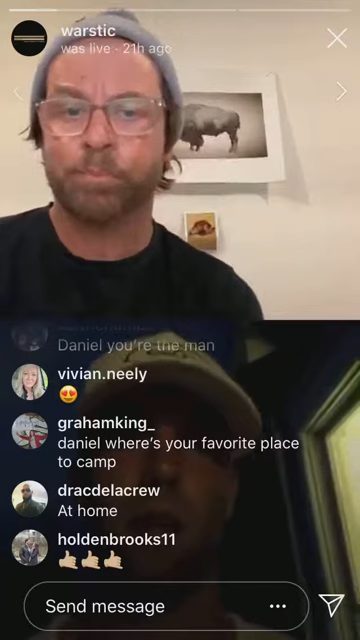 warstic
was live · 21h ago
Daniel you're the man
vivian.neely
😍
grahamking_
daniel where's your favorite place
to camp
dracdelacrew
At home
holdenbrooks11
🤙🏼🤙🏼🤙🏼
Send message